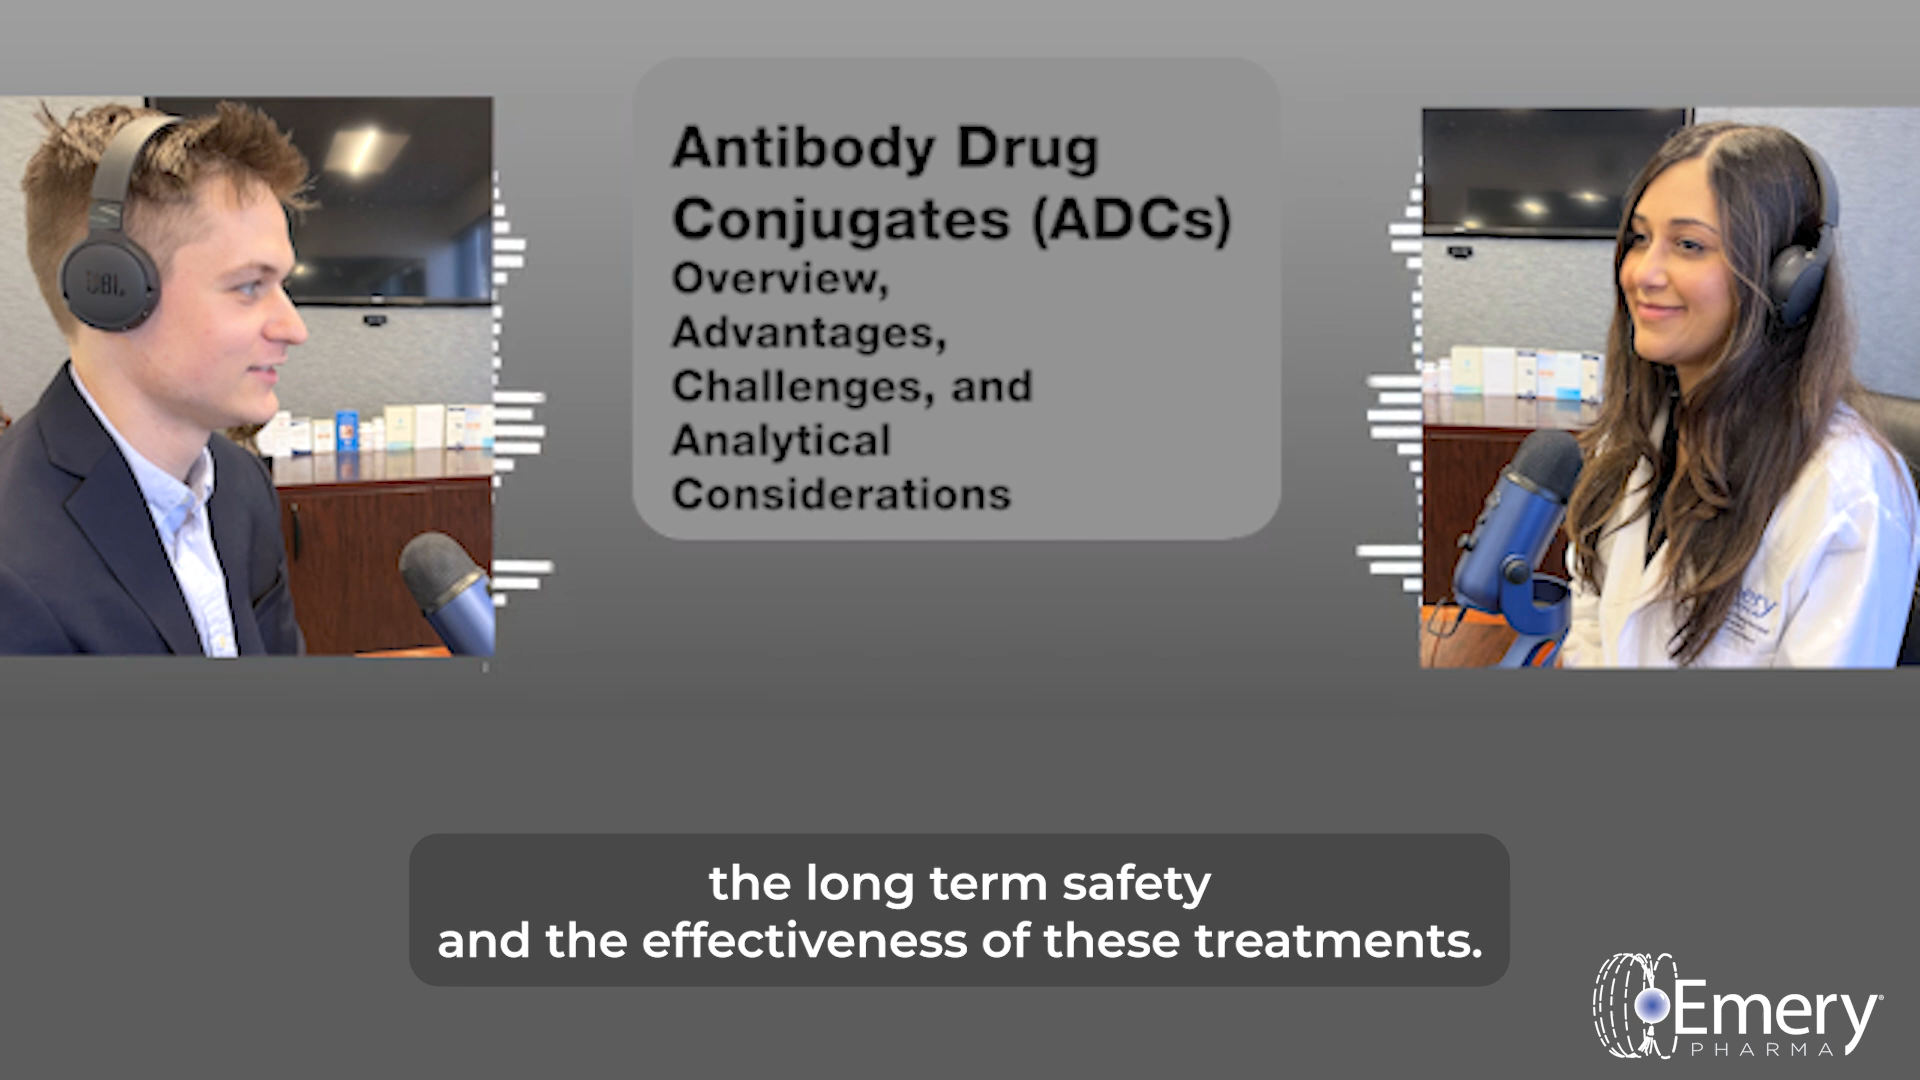 Antibody Drug
Conjugates (ADCs)
Overview,
Advantages,
Challenges, and
Analytical
Considerations
JBL
the long term safety
and the effectiveness of these treatments.
Emery
PHARMA